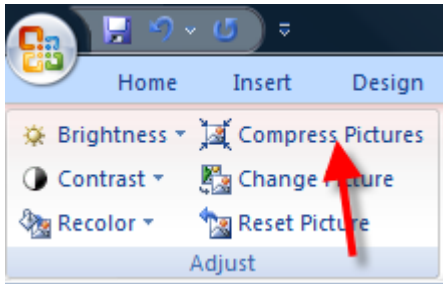 Home Insert Design
Brightness Compress Pictures
Contrast Change Picture
Recolor Reset Picture
Adjust